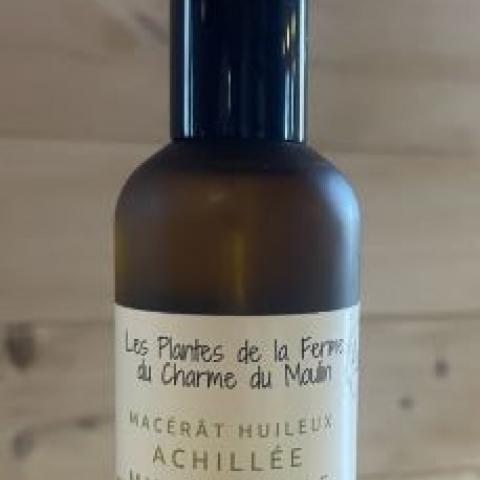 Les Plantes de la Ferme
du Charme du Moulin
MACÉRÂT HUILEUX
ACHILLÉE